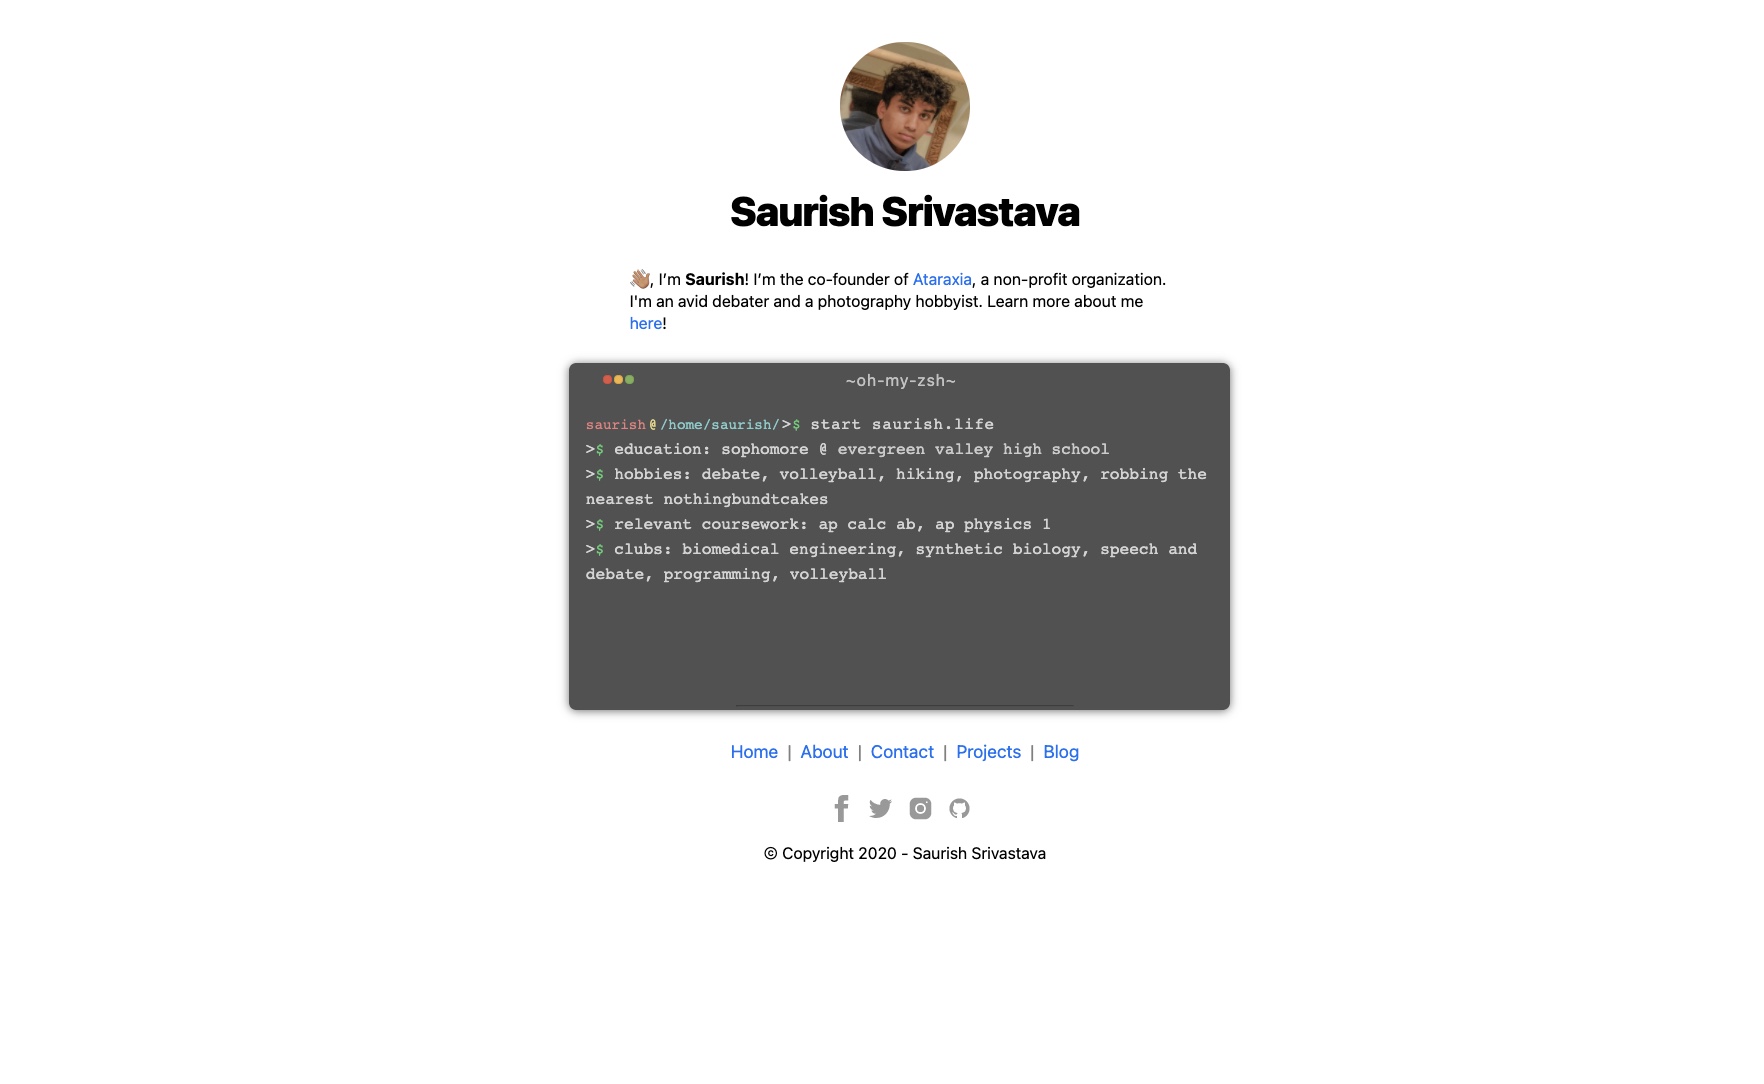 Saurish Srivastava
👋🏽, I’m Saurish! I’m the co-founder of Ataraxia, a non-profit organization.
I'm an avid debater and a photography hobbyist. Learn more about me
here!
~oh-my-zsh~
saurish@/home/saurish/>$ start saurish.life
>$ education: sophomore @ evergreen valley high school
>$ hobbies: debate, volleyball, hiking, photography, robbing the
nearest nothingbundtcakes
>$ relevant coursework: ap calc ab, ap physics 1
>$ clubs: biomedical engineering, synthetic biology, speech and
debate, programming, volleyball
Home | About | Contact | Projects | Blog
© Copyright 2020 - Saurish Srivastava